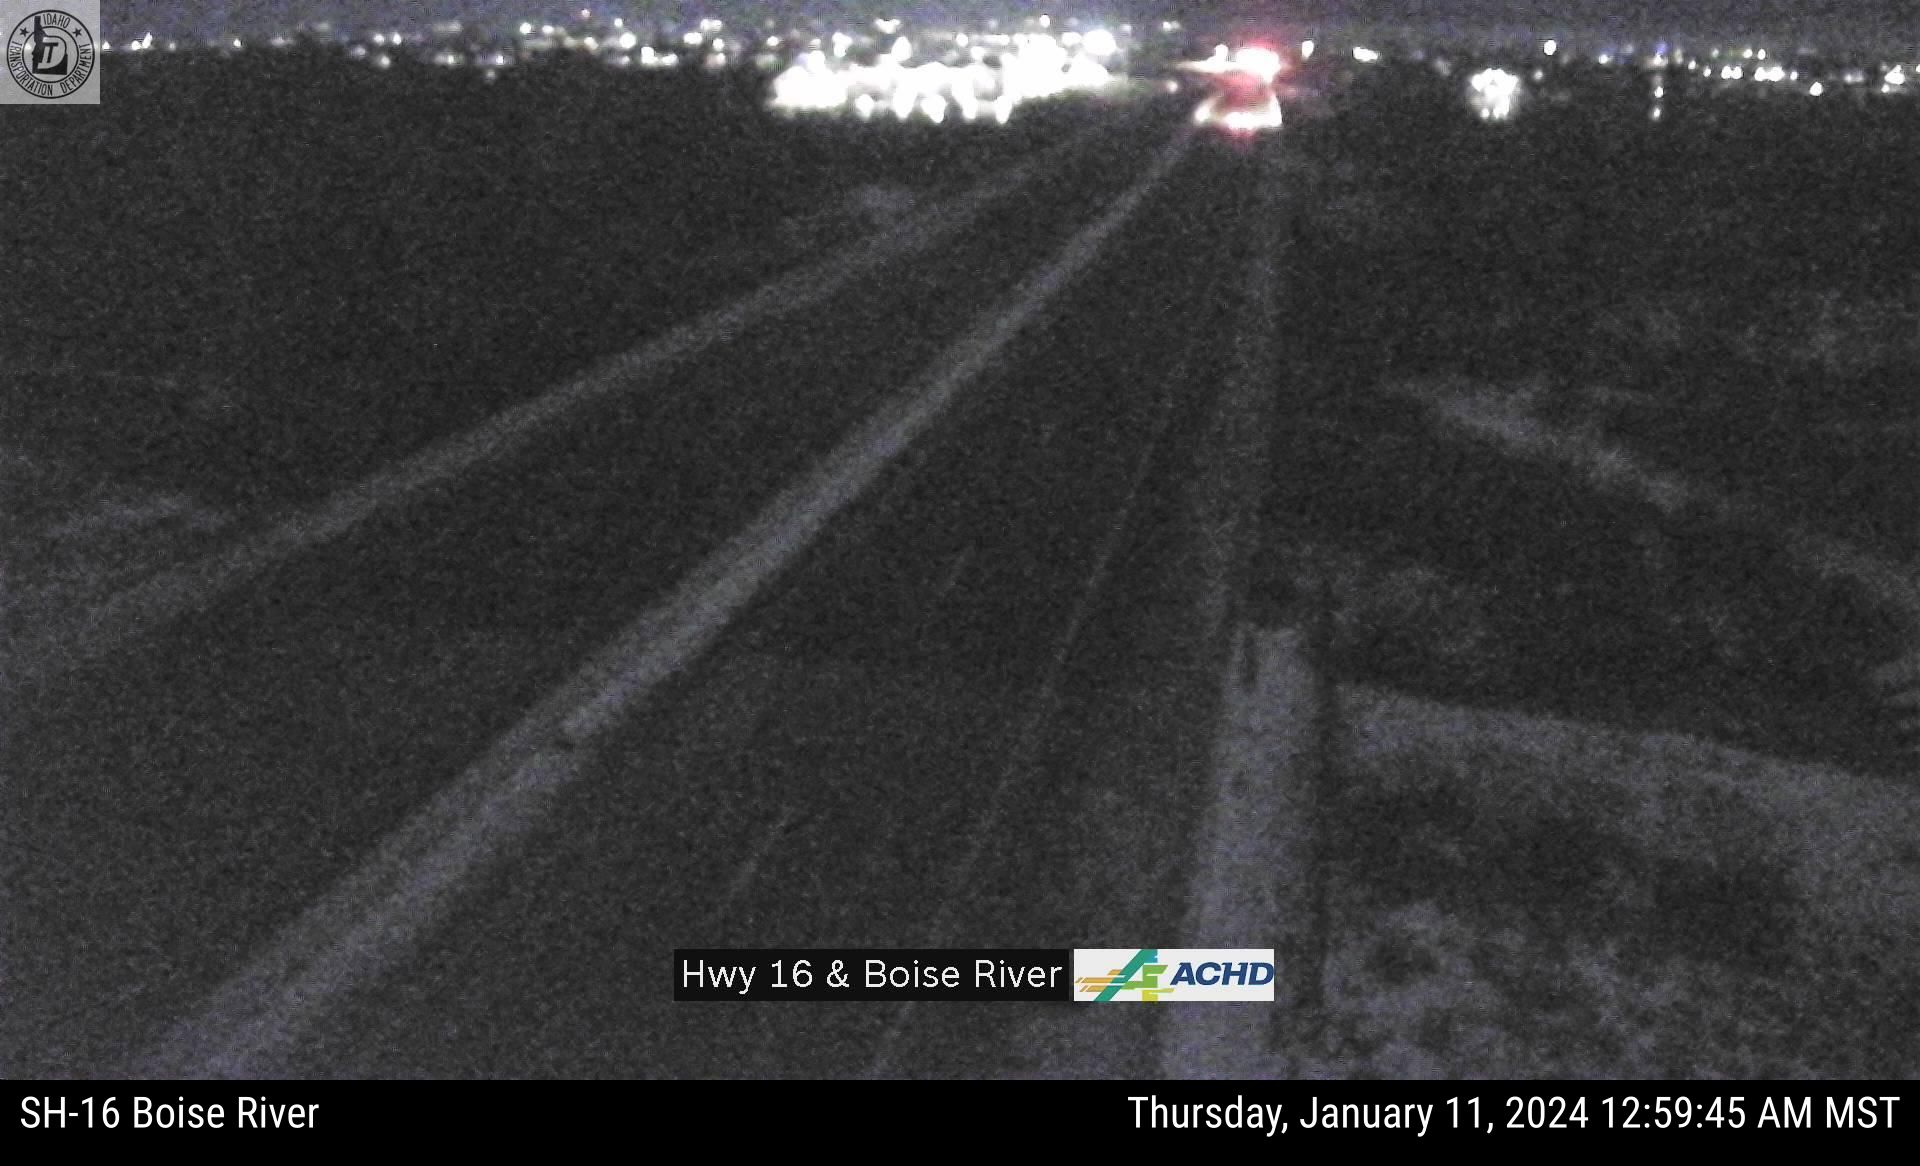 IDAHO
TRANSPORTATION DEPARTMENT
Hwy 16 & Boise River
ACHD
SH-16 Boise River
Thursday, January 11, 2024 12:59:45 AM MST